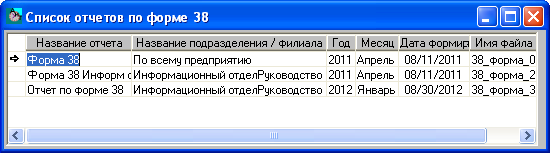 Список отчетов по форме 38
Название отчета Название подразделения / филиала Год Месяц Дата формир Имя Файла
Форма 38 По всему предприятию 2011 Апрель 08/11/2011 38_форма_0
Форма 38 Информ о Информационный отделРуководство 2011 Апрель 08/11/2011 38_форма_2
Отчет по форме 38 Информационный отделРуководство 2012 Январь 08/30/2012 38_форма_3